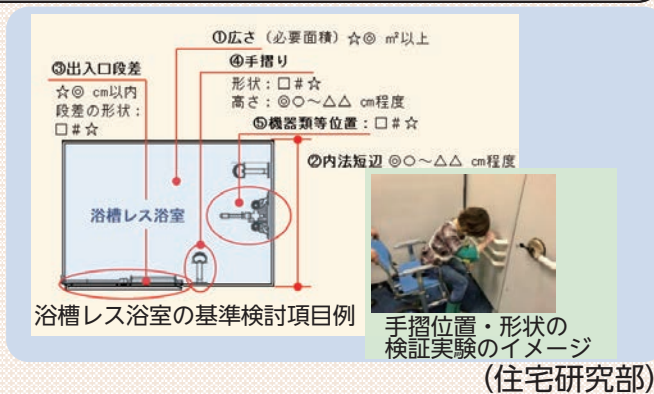 ①広さ（必要面積）☆◎ ㎡以上
③出入口段差
☆◎ cm以内
段差の形状：
□＃☆
④手摺り
形状：□＃☆
高さ：◎○～△△ cm程度
⑤機器類等位置：□＃☆
②内法短辺 ◎○～△△ cm程度
浴槽レス浴室
浴槽レス浴室の基準検討項目例
手摺位置・形状の
検証実験のイメージ
(住宅研究部)